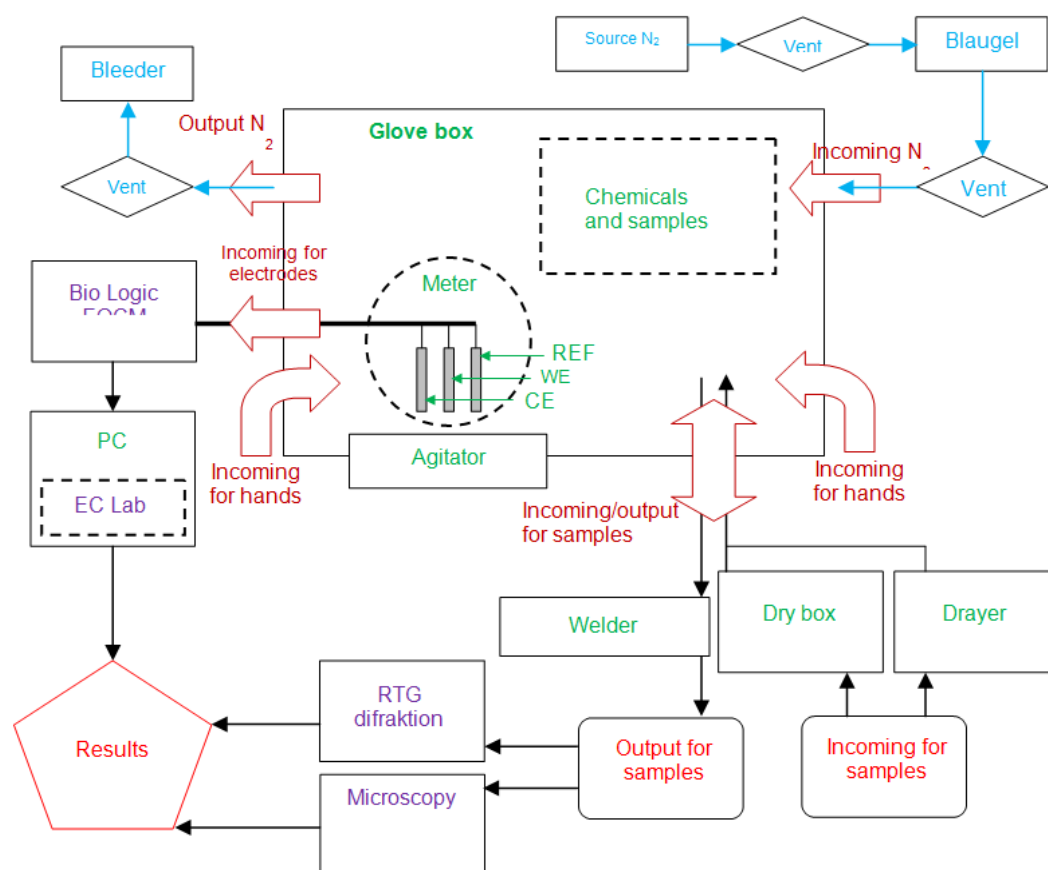 Source N₂
Vent
Blaugel
Bleeder
Output N
2
Glove box
Incoming N
Vent
Vent
Chemicals
and samples
Incoming for
electrodes
Bio Logic
Meter
REF
WE
CE
PC
EC Lab
Agitator
Incoming
for hands
Incoming
for hands
Incoming/output
for samples
Welder
Dry box
Drayer
RTG
difraktion
Results
Output for
samples
Incoming for
samples
Microscopy